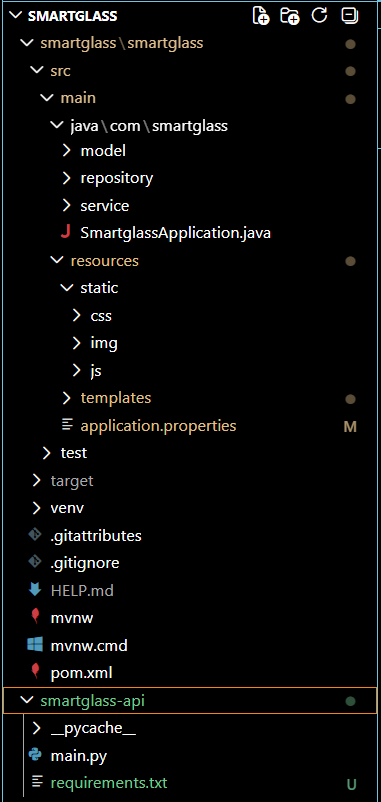 SMARTGLASS
smartglass\smartglass
src
main
java\com\smartglass
model
repository
service
J SmartglassApplication.java
resources
static
css
img
js
templates
application.properties M
test
target
venv
.gitattributes
.gitignore
HELP.md
mvnw
mvnw.cmd
pom.xml
smartglass-api
__pycache__
main.py
requirements.txt U